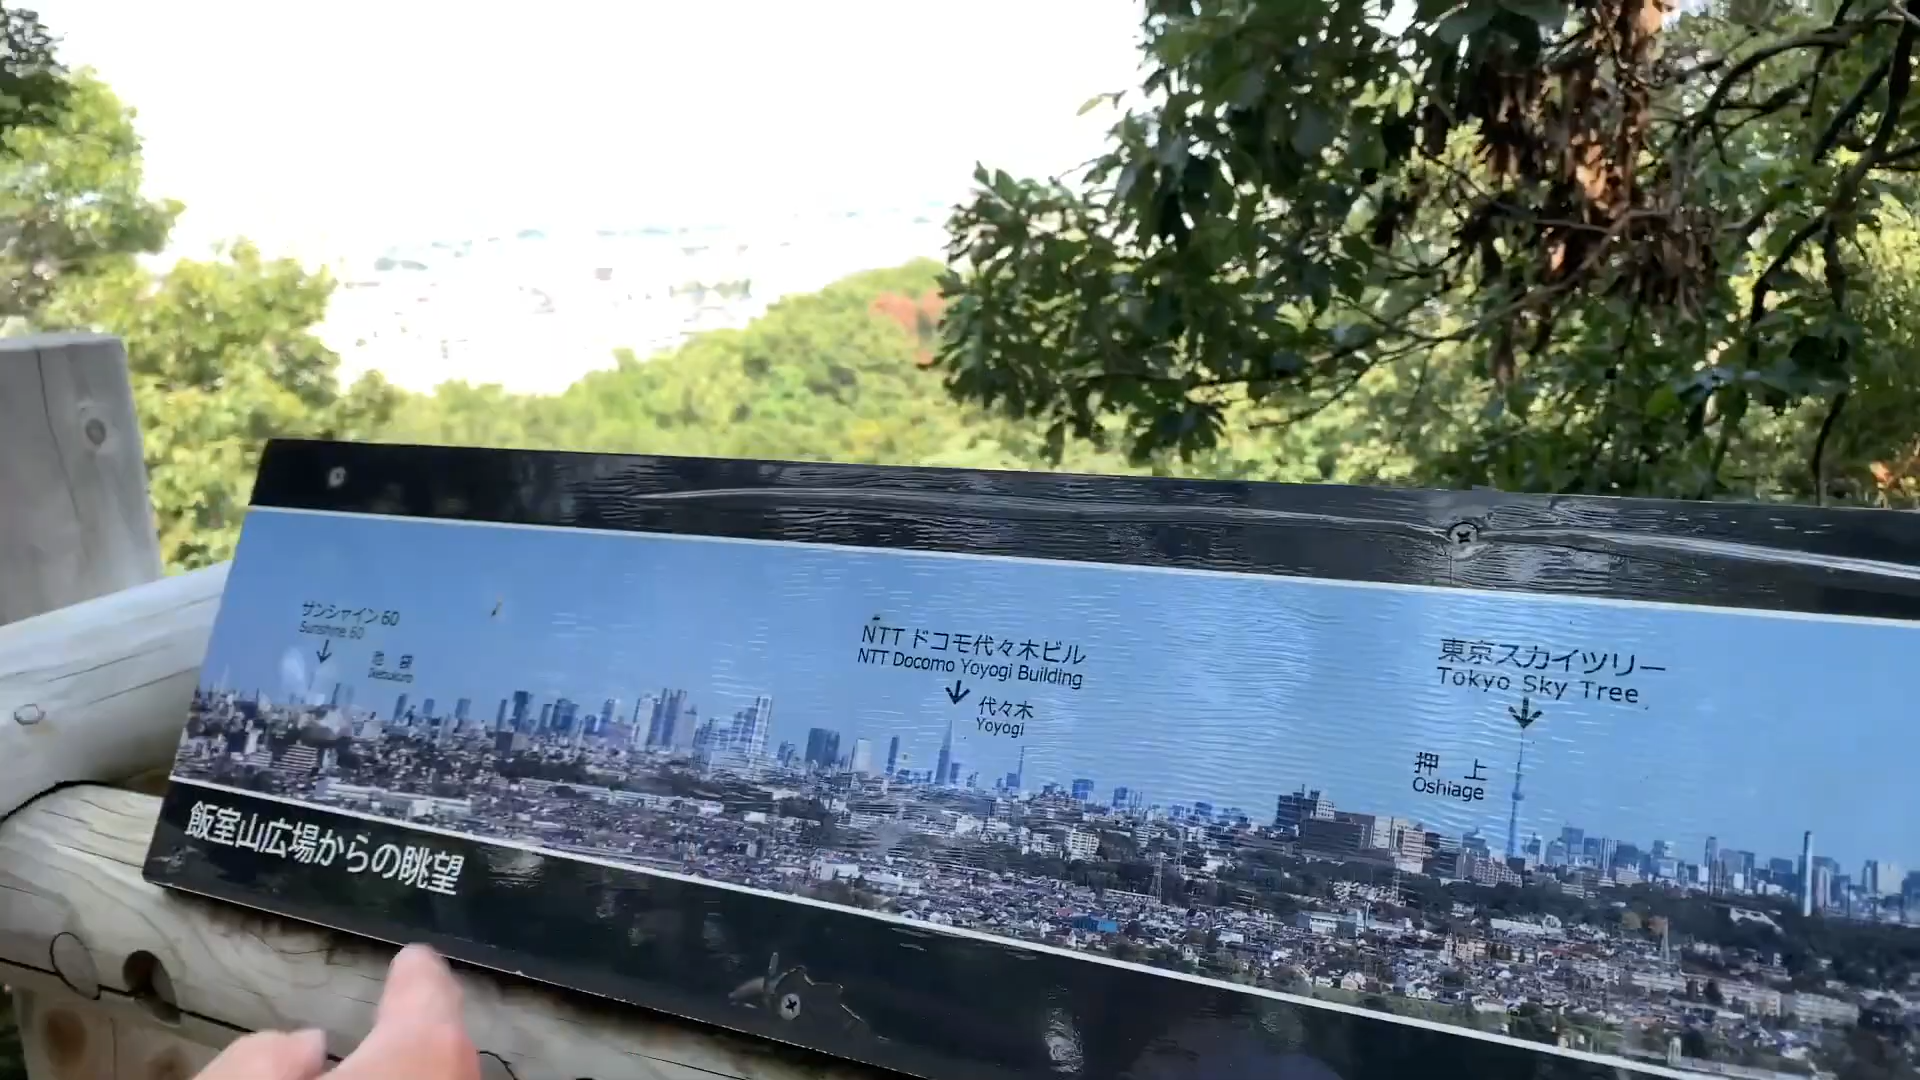 サンシャイン 60
Sunshine 60
池 袋
Ikebukuro
NTT ドコモ代々木ビル
NTT Docomo Yoyogi Building
代々木
Yoyogi
東京スカイツリー
Tokyo Sky Tree
押 上
Oshiage
飯室山広場からの眺望